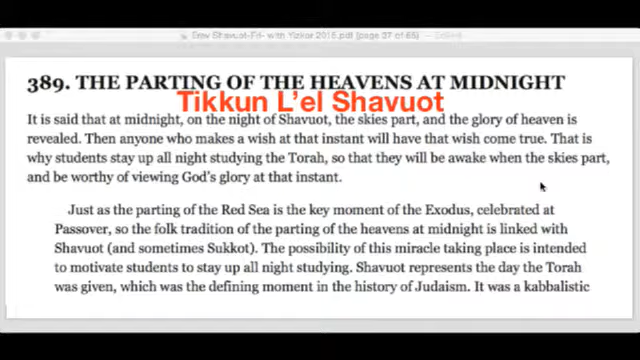 Erev Shavuot-Fri- with Yizkor 2015.pdf (page 37 of 65)
389. THE PARTING OF THE HEAVENS AT MIDNIGHT
Tikkun L'el Shavuot
It is said that at midnight, on the night of Shavuot, the skies part, and the glory of heaven is
revealed. Then anyone who makes a wish at that instant will have that wish come true. That is
why students stay up all night studying the Torah, so that they will be awake when the skies part,
and be worthy of viewing God's glory at that instant.
Just as the parting of the Red Sea is the key moment of the Exodus, celebrated at
Passover, so the folk tradition of the parting of the heavens at midnight is linked with
Shavuot (and sometimes Sukkot). The possibility of this miracle taking place is intended
to motivate students to stay up all night studying. Shavuot represents the day the Torah
was given, which was the defining moment in the history of Judaism. It was a kabbalistic